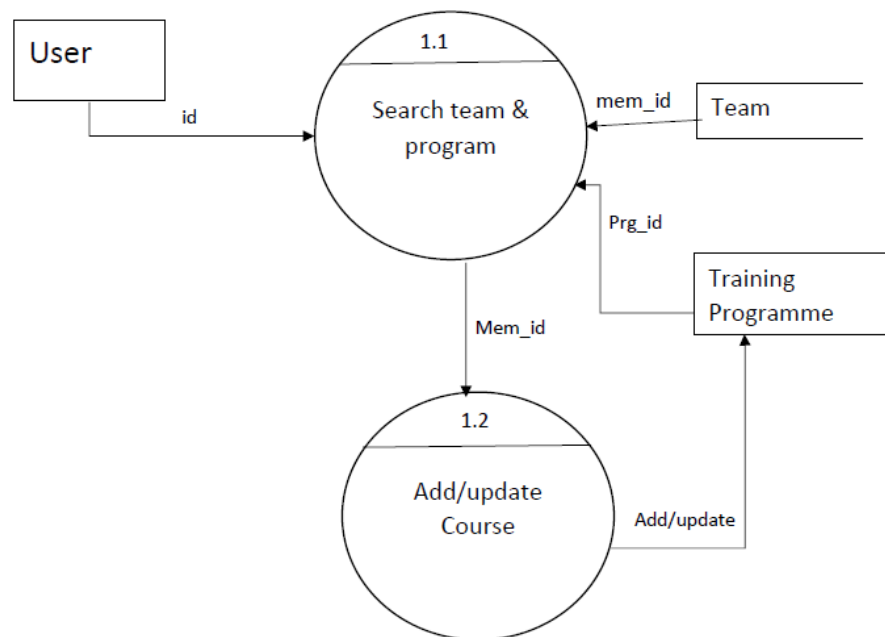 User
id
1.1
Search team &
program
mem_id
Team
Prg_id
Training
Programme
Mem_id
1.2
Add/update
Course
Add/update